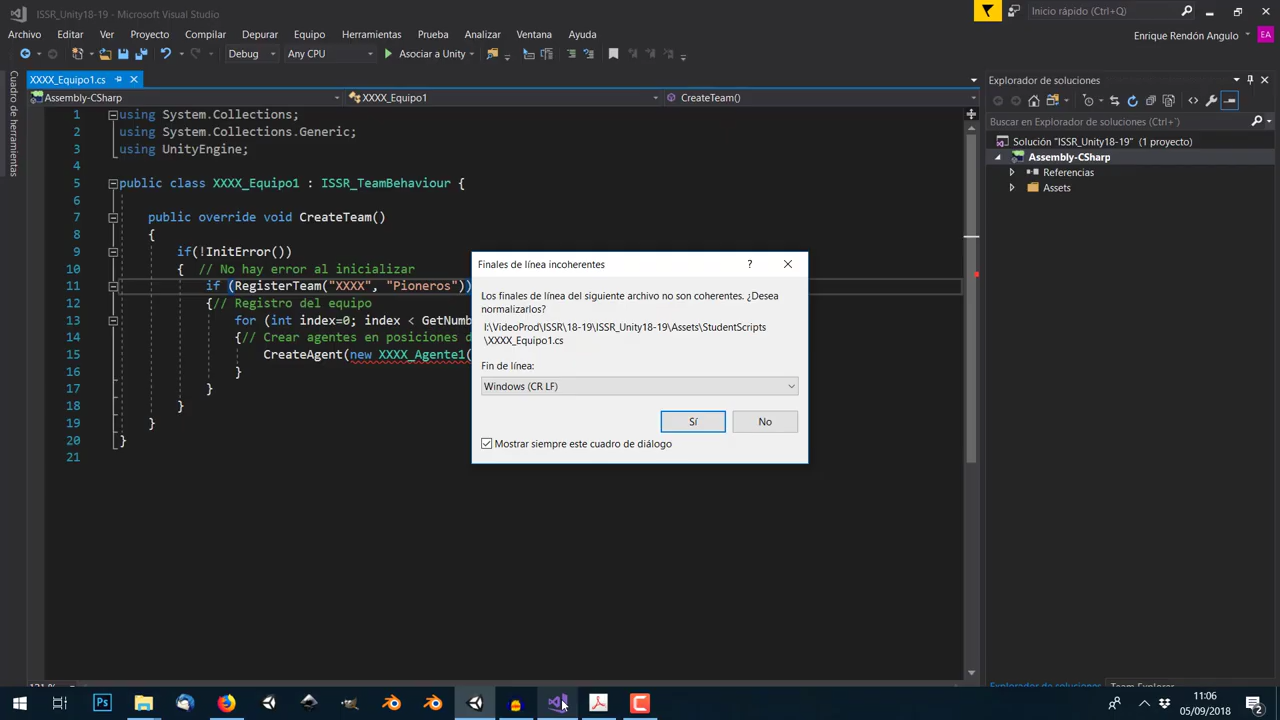 ISSR_Unity18-19 - Microsoft Visual Studio
Inicio rápido (Ctrl+Q)
Archivo Editar Ver Proyecto Compilar Depurar Equipo Herramientas Prueba Analizar Ventana Ayuda
Enrique Rendón Angulo EA
Debug Any CPU Asociar a Unity
Cuadro de herramientas
XXXX_Equipo1.cs
Assembly-CSharp XXXX_Equipo1 CreateTeam()
1 using System.Collections;
2 using System.Collections.Generic;
3 using UnityEngine;
4
5 public class XXXX_Equipo1 : ISSR_TeamBehaviour {
6
7 public override void CreateTeam()
8 {
9 if(!InitError())
10 { // No hay error al inicializar
11 if (RegisterTeam("XXXX", "Pioneros"))
12 {// Registro del equipo
13 for (int index=0; index < GetNumb
14 {// Crear agentes en posiciones d
15 CreateAgent(new XXXX_Agente1(
16 }
17 }
18 }
19 }
20 }
21
Finales de línea incoherentes
?
Los finales de línea del siguiente archivo no son coherentes. ¿Desea
normalizarlos?
I:\VideoProd\ISSR\18-19\ISSR_Unity18-19\Assets\StudentScripts
\XXXX_Equipo1.cs
Fin de línea:
Windows (CR LF)
Sí No
Mostrar siempre este cuadro de diálogo
Explorador de soluciones
Buscar en Explorador de soluciones (Ctrl+`)
Solución "ISSR_Unity18-19" (1 proyecto)
Assembly-CSharp
Referencias
Assets
Explorador de soluciones Team Explorer
Ps
11:06
05/09/2018
2